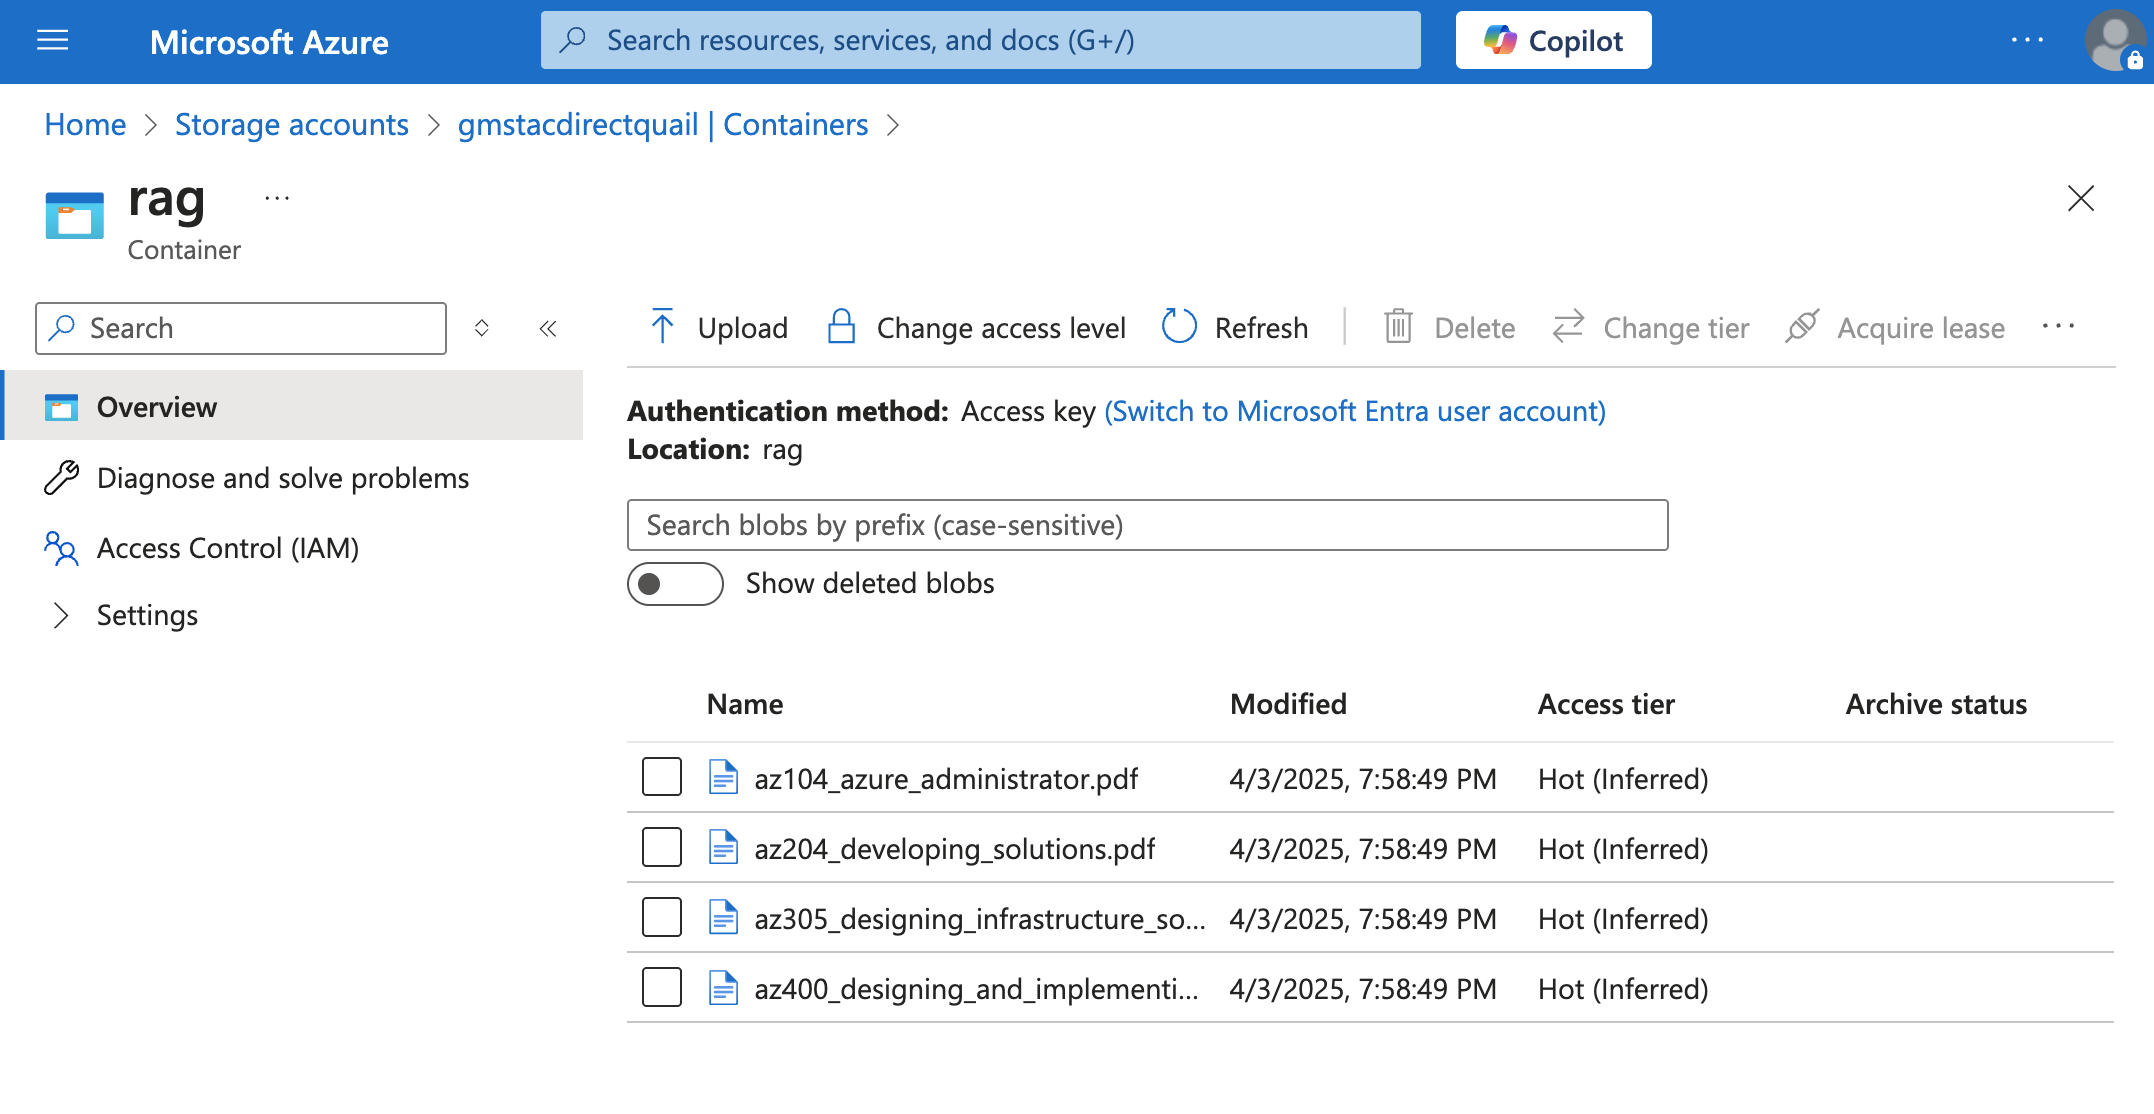 Microsoft Azure
Search resources, services, and docs (G+/)
Copilot
Home > Storage accounts > gmstacdirectquail | Containers >
rag ...
Container
Search
Overview
Diagnose and solve problems
Access Control (IAM)
Settings
Upload Change access level Refresh Delete Change tier Acquire lease ...
Authentication method: Access key (Switch to Microsoft Entra user account)
Location: rag
Search blobs by prefix (case-sensitive)
Show deleted blobs
Name Modified Access tier Archive status
az104_azure_administrator.pdf 4/3/2025, 7:58:49 PM Hot (Inferred)
az204_developing_solutions.pdf 4/3/2025, 7:58:49 PM Hot (Inferred)
az305_designing_infrastructure_so... 4/3/2025, 7:58:49 PM Hot (Inferred)
az400_designing_and_implementi... 4/3/2025, 7:58:49 PM Hot (Inferred)